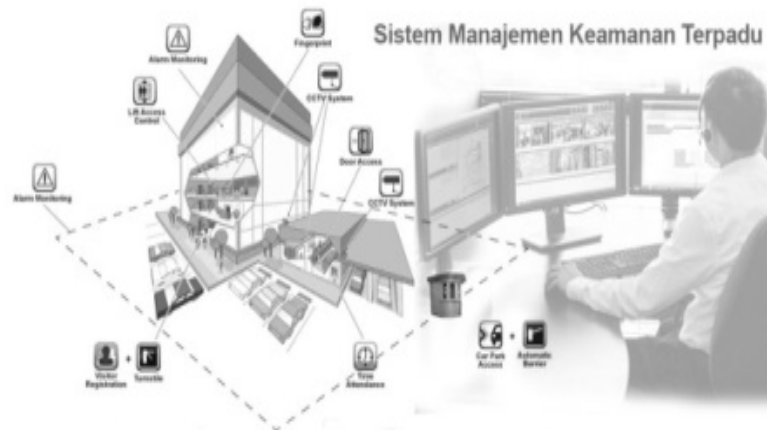 Sistem Manajemen Keamanan Terpadu
Fingerprint
Alarm Monitoring
CCTV System
Lift Access
Control
Door Access
Alarm Monitoring
CCTV System
Visitor
Registration
+
Turnstile
Time
Attendance
Car Park
Access
+
Automatic
Barrier